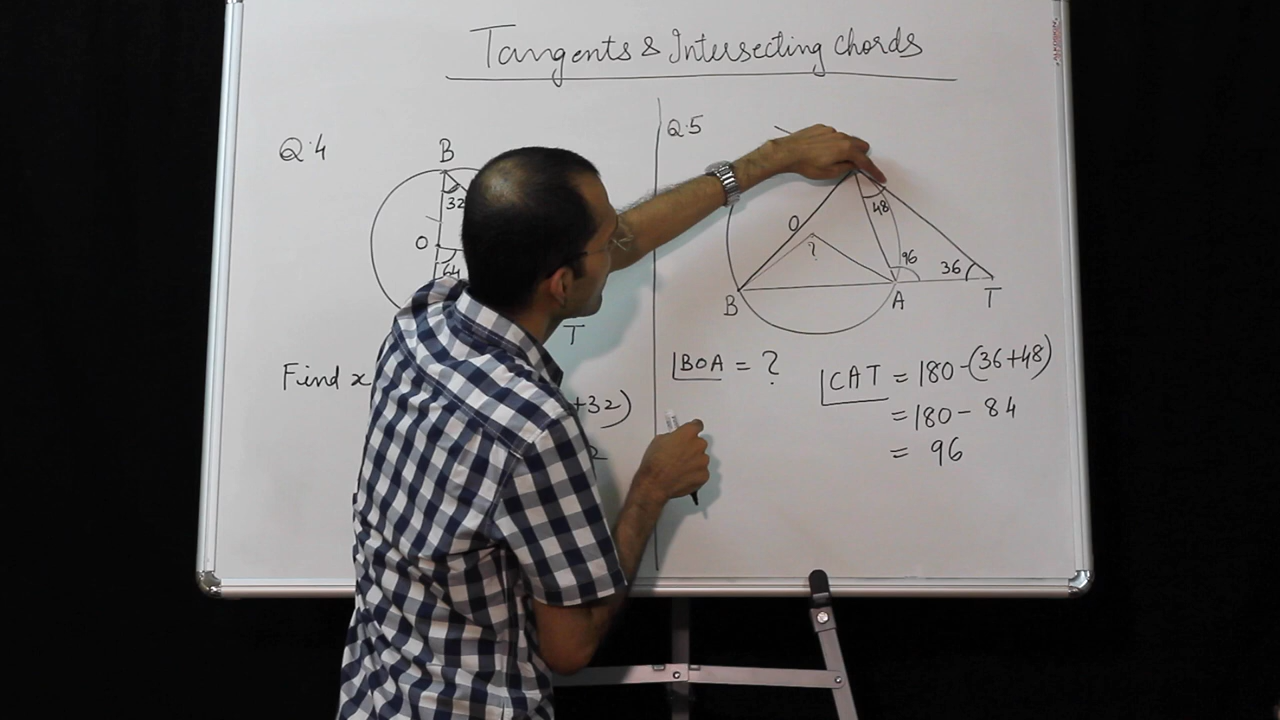 Tangents & Intersecting Chords
Q.4
B
32
O
64
T
Find x
+32)
2
Q.5
48
O
?
96
36
B
A
T
∠BOA = ?
∠CAT = 180-(36+48)
= 180 - 84
= 96